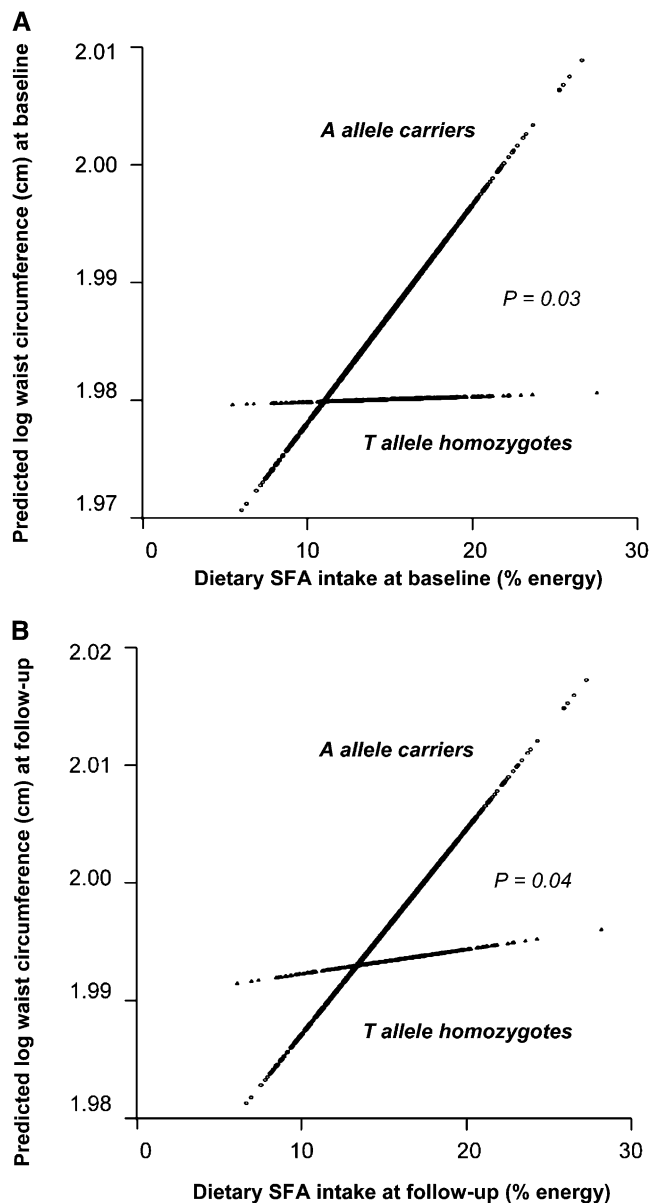 A
Predicted log waist circumference (cm) at baseline
2.01
2.00
1.99
1.98
1.97
A allele carriers
P = 0.03
T allele homozygotes
0
10
20
30
Dietary SFA intake at baseline (% energy)
B
Predicted log waist circumference (cm) at follow-up
2.02
2.01
2.00
1.99
1.98
A allele carriers
P = 0.04
T allele homozygotes
0
10
20
30
Dietary SFA intake at follow-up (% energy)